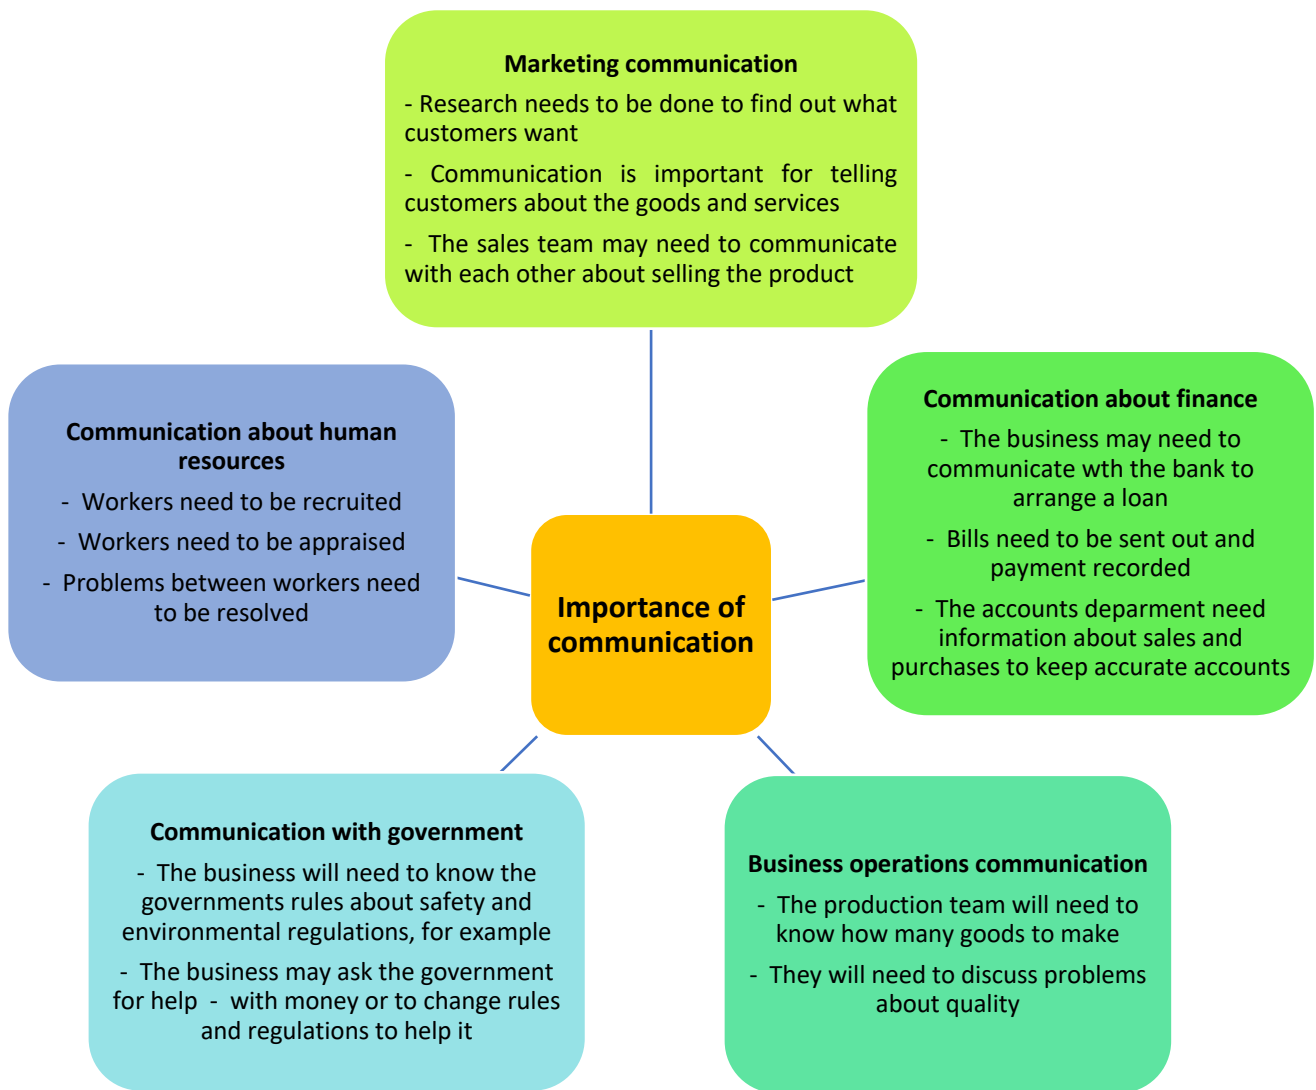 Marketing communication
- Research needs to be done to find out what
customers want
- Communication is important for telling
customers about the goods and services
- The sales team may need to communicate
with each other about selling the product
Communication about human
resources
- Workers need to be recruited
- Workers need to be appraised
- Problems between workers need
to be resolved
Communication about finance
- The business may need to
communicate wth the bank to
arrange a loan
- Bills need to be sent out and
payment recorded
- The accounts deparment need
information about sales and
purchases to keep accurate accounts
Importance of
communication
Communication with government
- The business will need to know the
governments rules about safety and
environmental regulations, for example
- The business may ask the government
for help - with money or to change rules
and regulations to help it
Business operations communication
- The production team will need to
know how many goods to make
- They will need to discuss problems
about quality